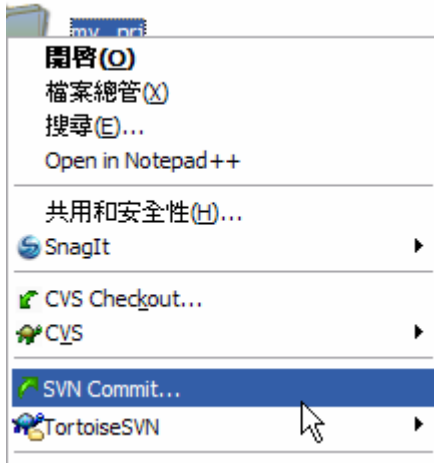 my_prj
開啓(O)
檔案總管(X)
搜尋(E)...
Open in Notepad++
共用和安全性(H)...
SnagIt
CVS Checkout...
CVS
SVN Commit...
TortoiseSVN